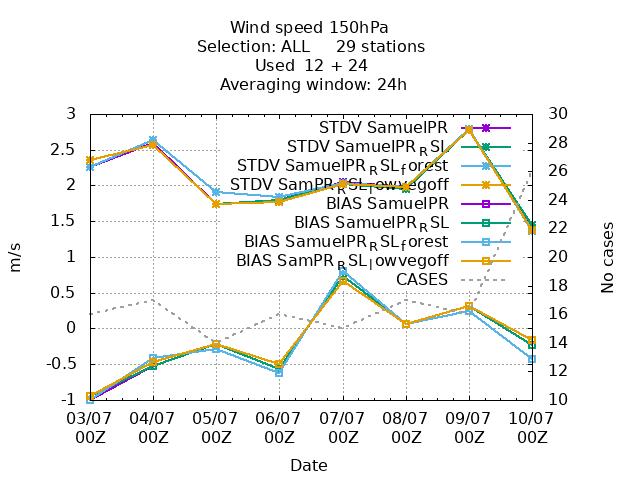 Wind speed 150hPa
Selection: ALL 29 stations
Used 12 + 24
Averaging window: 24h
m/s
No cases
3
2.5
2
1.5
1
0.5
0
-0.5
-1
30
28
26
24
22
20
18
16
14
12
10
STDV SamuelPR
STDV SamuelPR_RSL
STDV SamuelPR_RSL_forest
STDV SamPR_RSL_lowvegoff
BIAS SamuelPR
BIAS SamuelPR_RSL
BIAS SamuelPR_RSL_forest
BIAS SamPR_RSL_lowvegoff
CASES
03/07 04/07 05/07 06/07 07/07 08/07 09/07 10/07
00Z 00Z 00Z 00Z 00Z 00Z 00Z 00Z
Date